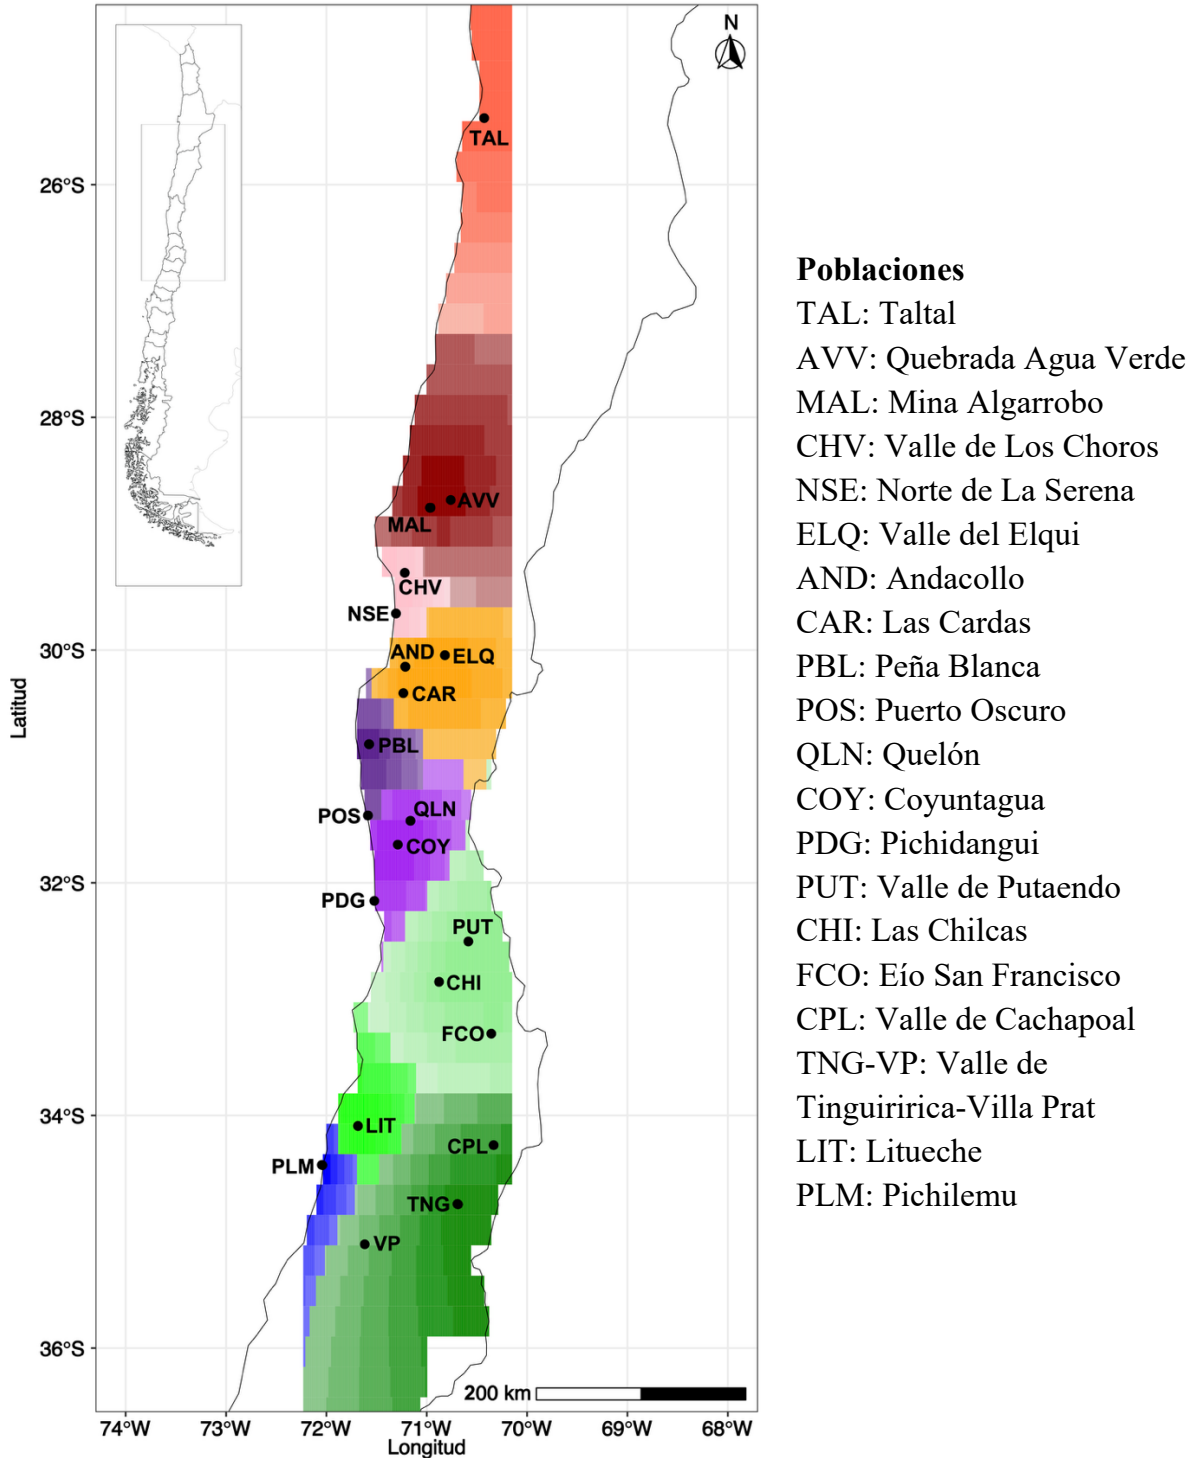 N
TAL
26°S
28°S
AVV
MAL
CHV
NSE
30°S
AND
ELQ
CAR
PBL
QLN
POS
COY
32°S
PDG
PUT
CHI
FCO
34°S
LIT
CPL
PLM
TNG
VP
36°S
200 km
74°W 73°W 72°W 71°W 70°W 69°W 68°W
Longitud
Latitud
Poblaciones
TAL: Taltal
AVV: Quebrada Agua Verde
MAL: Mina Algarrobo
CHV: Valle de Los Choros
NSE: Norte de La Serena
ELQ: Valle del Elqui
AND: Andacollo
CAR: Las Cardas
PBL: Peña Blanca
POS: Puerto Oscuro
QLN: Quelón
COY: Coyuntagua
PDG: Pichidangui
PUT: Valle de Putaendo
CHI: Las Chilcas
FCO: Eío San Francisco
CPL: Valle de Cachapoal
TNG-VP: Valle de
Tinguiririca-Villa Prat
LIT: Litueche
PLM: Pichilemu